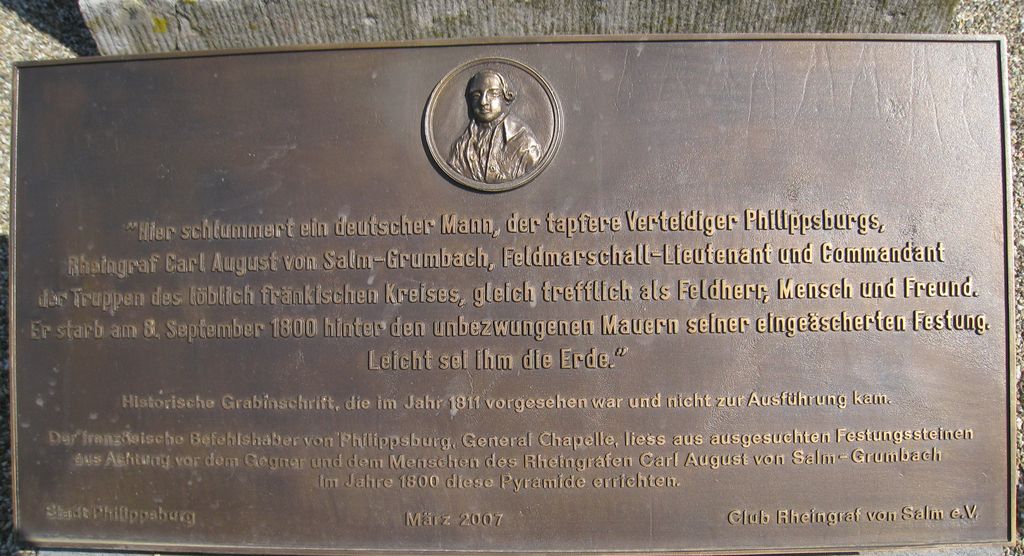 "Hier schlummert ein deutscher Mann, der tapfere Verteidiger Philippsburgs,
Rheingraf Carl August von Salm-Grumbach, Feldmarschall-Lieutenant und Commandant
der Truppen des löblich fränkischen Kreises, gleich trefflich als Feldherr, Mensch und Freund.
Er starb am 8. September 1800 hinter den unbezwungenen Mauern seiner eingeäscherten Festung.
Leicht sei ihm die Erde."
Historische Grabinschrift, die im Jahr 1811 vorgesehen war und nicht zur Ausführung kam.
Der französische Befehlshaber von Philippsburg, General Chapelle, liess aus ausgesuchten Festungssteinen
aus Achtung vor dem Gegner und dem Menschen des Rheingrafen Carl August von Salm-Grumbach
im Jahre 1800 diese Pyramide errichten.
Stadt Philippsburg März 2007 Club Rheingraf von Salm e.V.